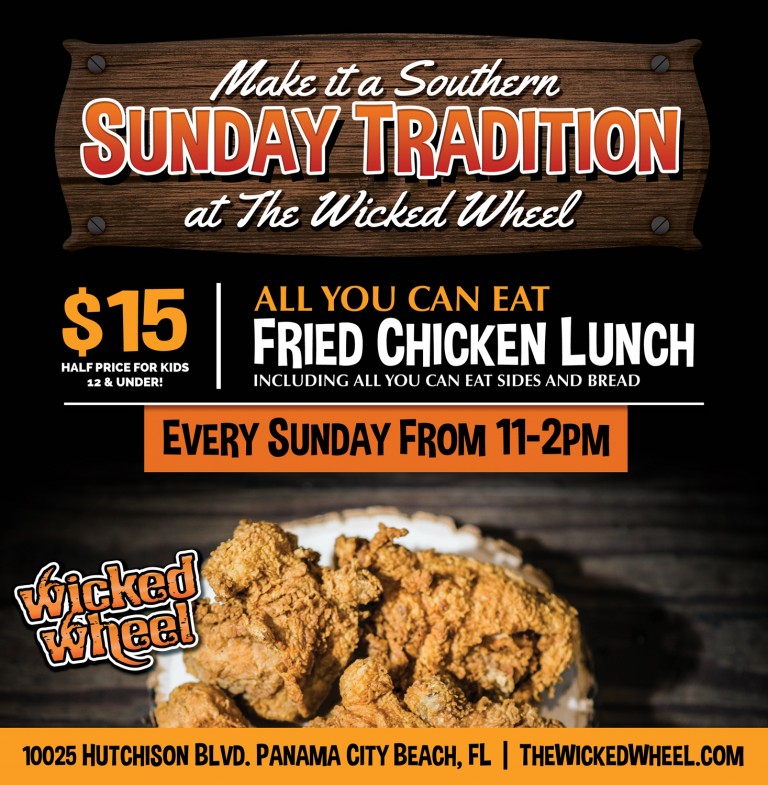 Make it a Southern
SUNDAY TRADITION
at The Wicked Wheel
$15
HALF PRICE FOR KIDS
12 & UNDER!
ALL YOU CAN EAT
FRIED CHICKEN LUNCH
INCLUDING ALL YOU CAN EAT SIDES AND BREAD
EVERY SUNDAY FROM 11-2PM
wicked
wheel
10025 HUTCHISON BLVD. PANAMA CITY BEACH, FL | THEWICKEDWHEEL.COM